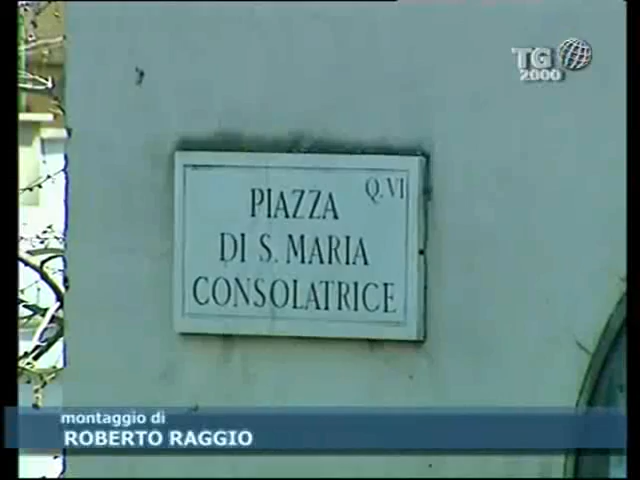 TG
2000
Q. VI
PIAZZA
DI S. MARIA
CONSOLATRICE
montaggio di
ROBERTO RAGGIO